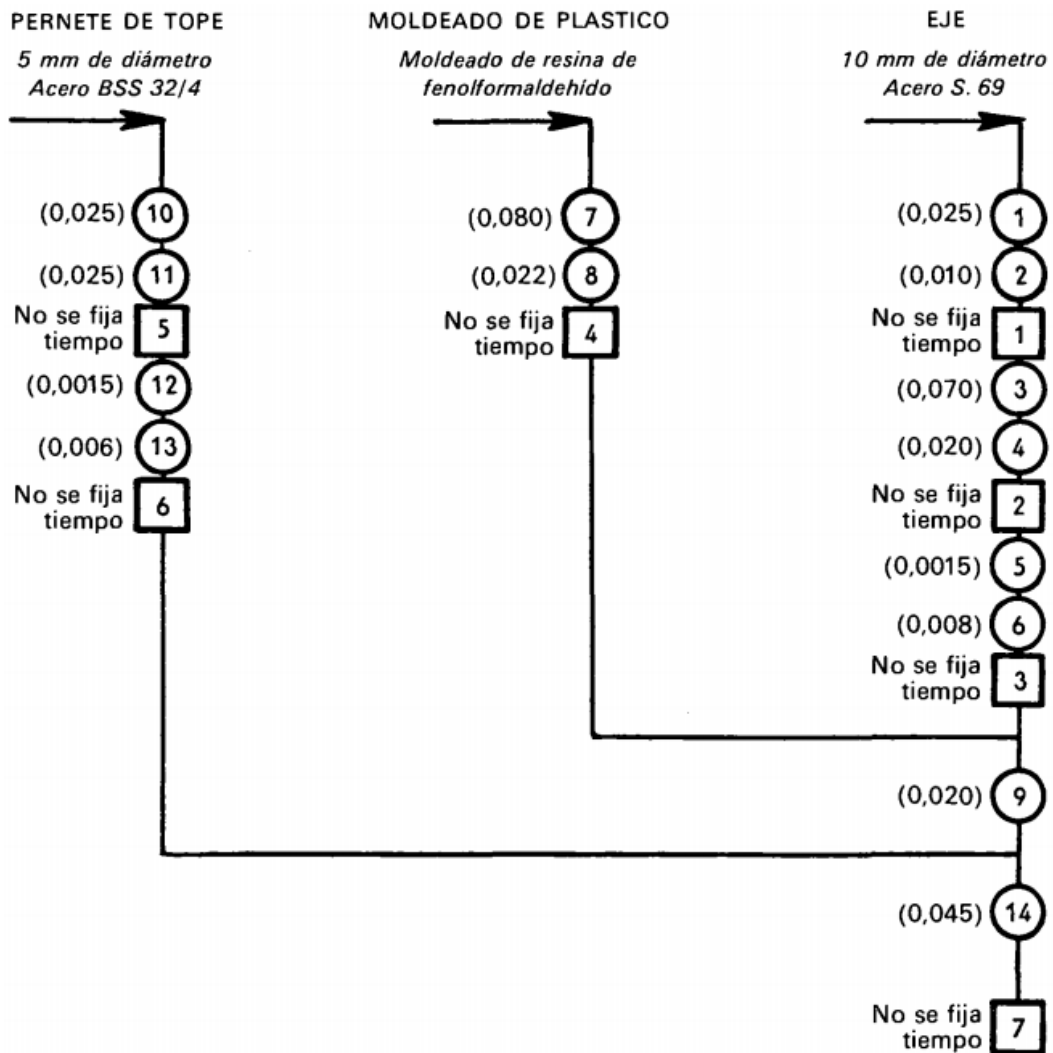 PERNETE DE TOPE
5 mm de diámetro
Acero BSS 32/4
(0,025) 10
(0,025) 11
No se fija
tiempo 5
(0,0015) 12
(0,006) 13
No se fija
tiempo 6
MOLDEADO DE PLASTICO
Moldeado de resina de
fenolformaldehído
(0,080) 7
(0,022) 8
No se fija
tiempo 4
EJE
10 mm de diámetro
Acero S. 69
(0,025) 1
(0,010) 2
No se fija
tiempo 1
(0,070) 3
(0,020) 4
No se fija
tiempo 2
(0,0015) 5
(0,008) 6
No se fija
tiempo 3
(0,020) 9
(0,045) 14
No se fija
tiempo 7